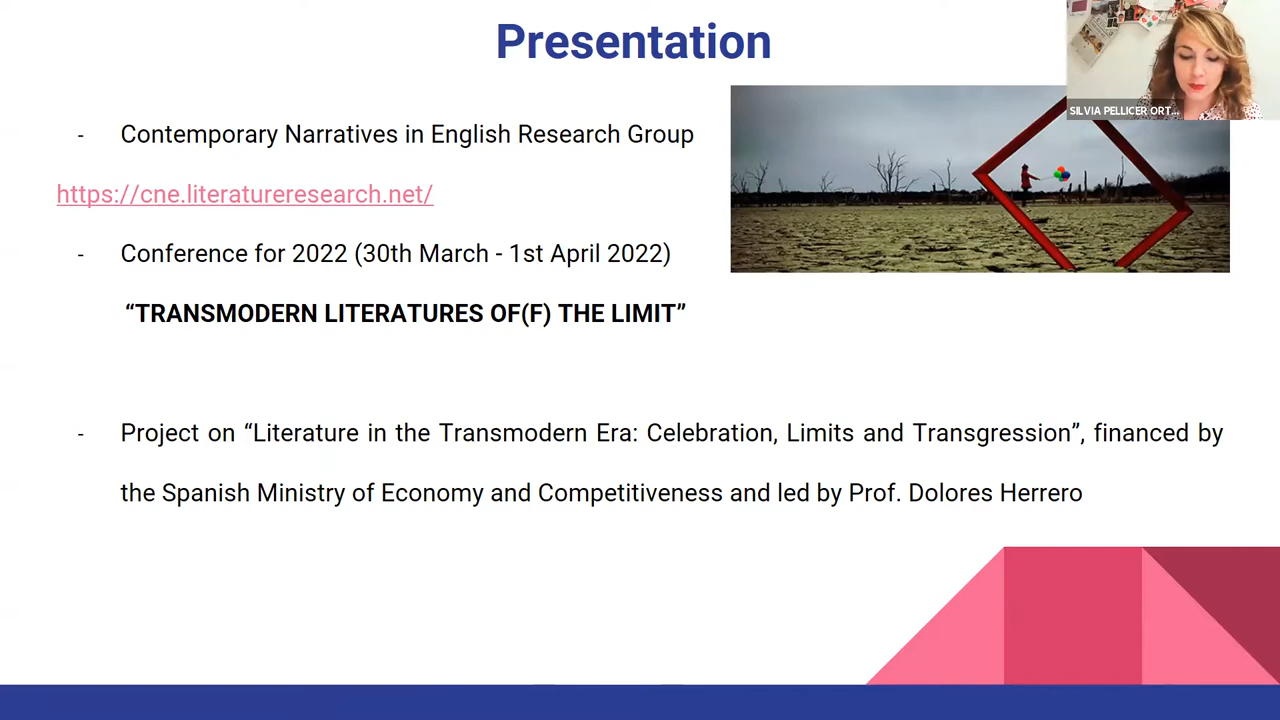 Presentation
SILVIA PELLICER ORT...
- Contemporary Narratives in English Research Group
https://cne.literatureresearch.net/
- Conference for 2022 (30th March - 1st April 2022)
“TRANSMODERN LITERATURES OF(F) THE LIMIT”
- Project on “Literature in the Transmodern Era: Celebration, Limits and Transgression”, financed by
the Spanish Ministry of Economy and Competitiveness and led by Prof. Dolores Herrero